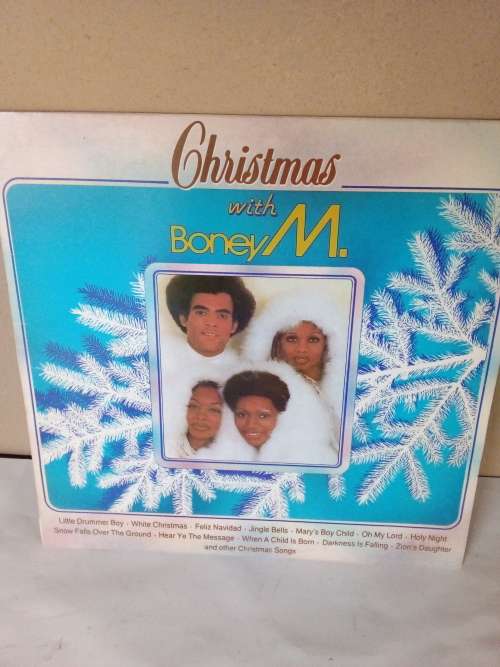 Christmas
with
Boney M.
Little Drummer Boy - White Christmas - Feliz Navidad - Jingle Bells - Mary's Boy Child - Oh My Lord - Holy Night
Snow Falls Over The Ground - Hear Ye The Message - When A Child Is Born - Darkness Is Falling - Zion's Daughter
and other Christmas Songs